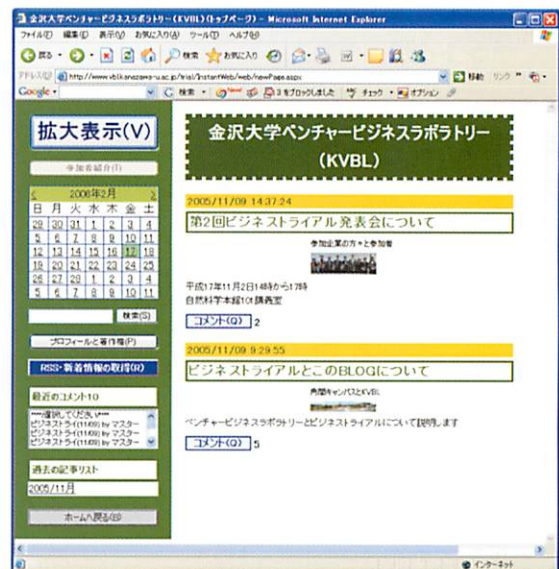 金沢大学ベンチャービジネスラボラトリー(KVBL)(トップページ) - Microsoft Internet Explorer
ファイル(F) 編集(E) 表示(V) お気に入り(A) ツール(T) ヘルプ(H)
戻る 検索 お気に入り
アドレス(D) 移動 リンク
Google 検索 3をブロックしました チェック オプション
拡大表示(V)
参加者紹介(I)
2006年2月
日 月 火 水 木 金 土
29 30 31 1 2 3 4
5 6 7 8 9 10 11
12 13 14 15 16 17 18
19 20 21 22 23 24 25
26 27 28 1 2 3 4
5 6 7 8 9 10 11
検索(S)
プロフィールと著作権(P)
RSS・新着情報の取得(R)
最近のコメント10
****選択してください****
ビジネストライ(11/09) by マスター
ビジネストライ(11/09) by マスター
ビジネストライ(11/09) by マスター
過去の記事リスト
2005/11月
ホームへ戻る(B)
金沢大学ベンチャービジネスラボラトリー
(KVBL)
2005/11/09 14:37:24
第2回ビジネストライアル発表会について
参加企業の方々と参加者
平成17年11月2日14時から17時
自然科学本館101講義室
コメント(Q) 2
2005/11/09 9:29:55
ビジネストライアルとこのBLOGについて
角間キャンパスとKVBL
ベンチャービジネスラボラトリーとビジネストライアルについて説明します
コメント(Q) 5
インターネット